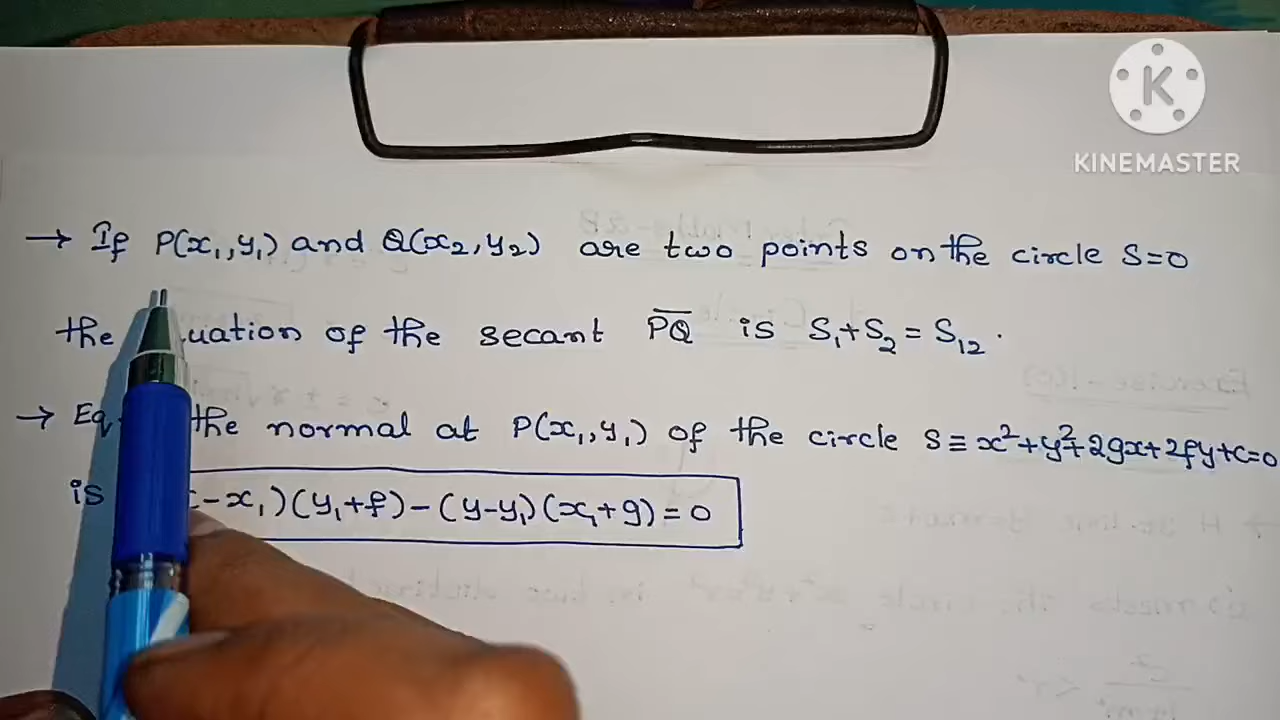 K
KINEMASTER
→ If P(x₁,y₁) and Q(x₂,y₂) are two points on the circle S=0
the uation of the secant P̅Q̅ is S₁+S₂=S₁₂.
→ Eq the normal at P(x₁,y₁) of the circle S≡x²+y²+2gx+2fy+c=0
is -x₁)(y₁+f)-(y-y₁)(x₁+g)=0